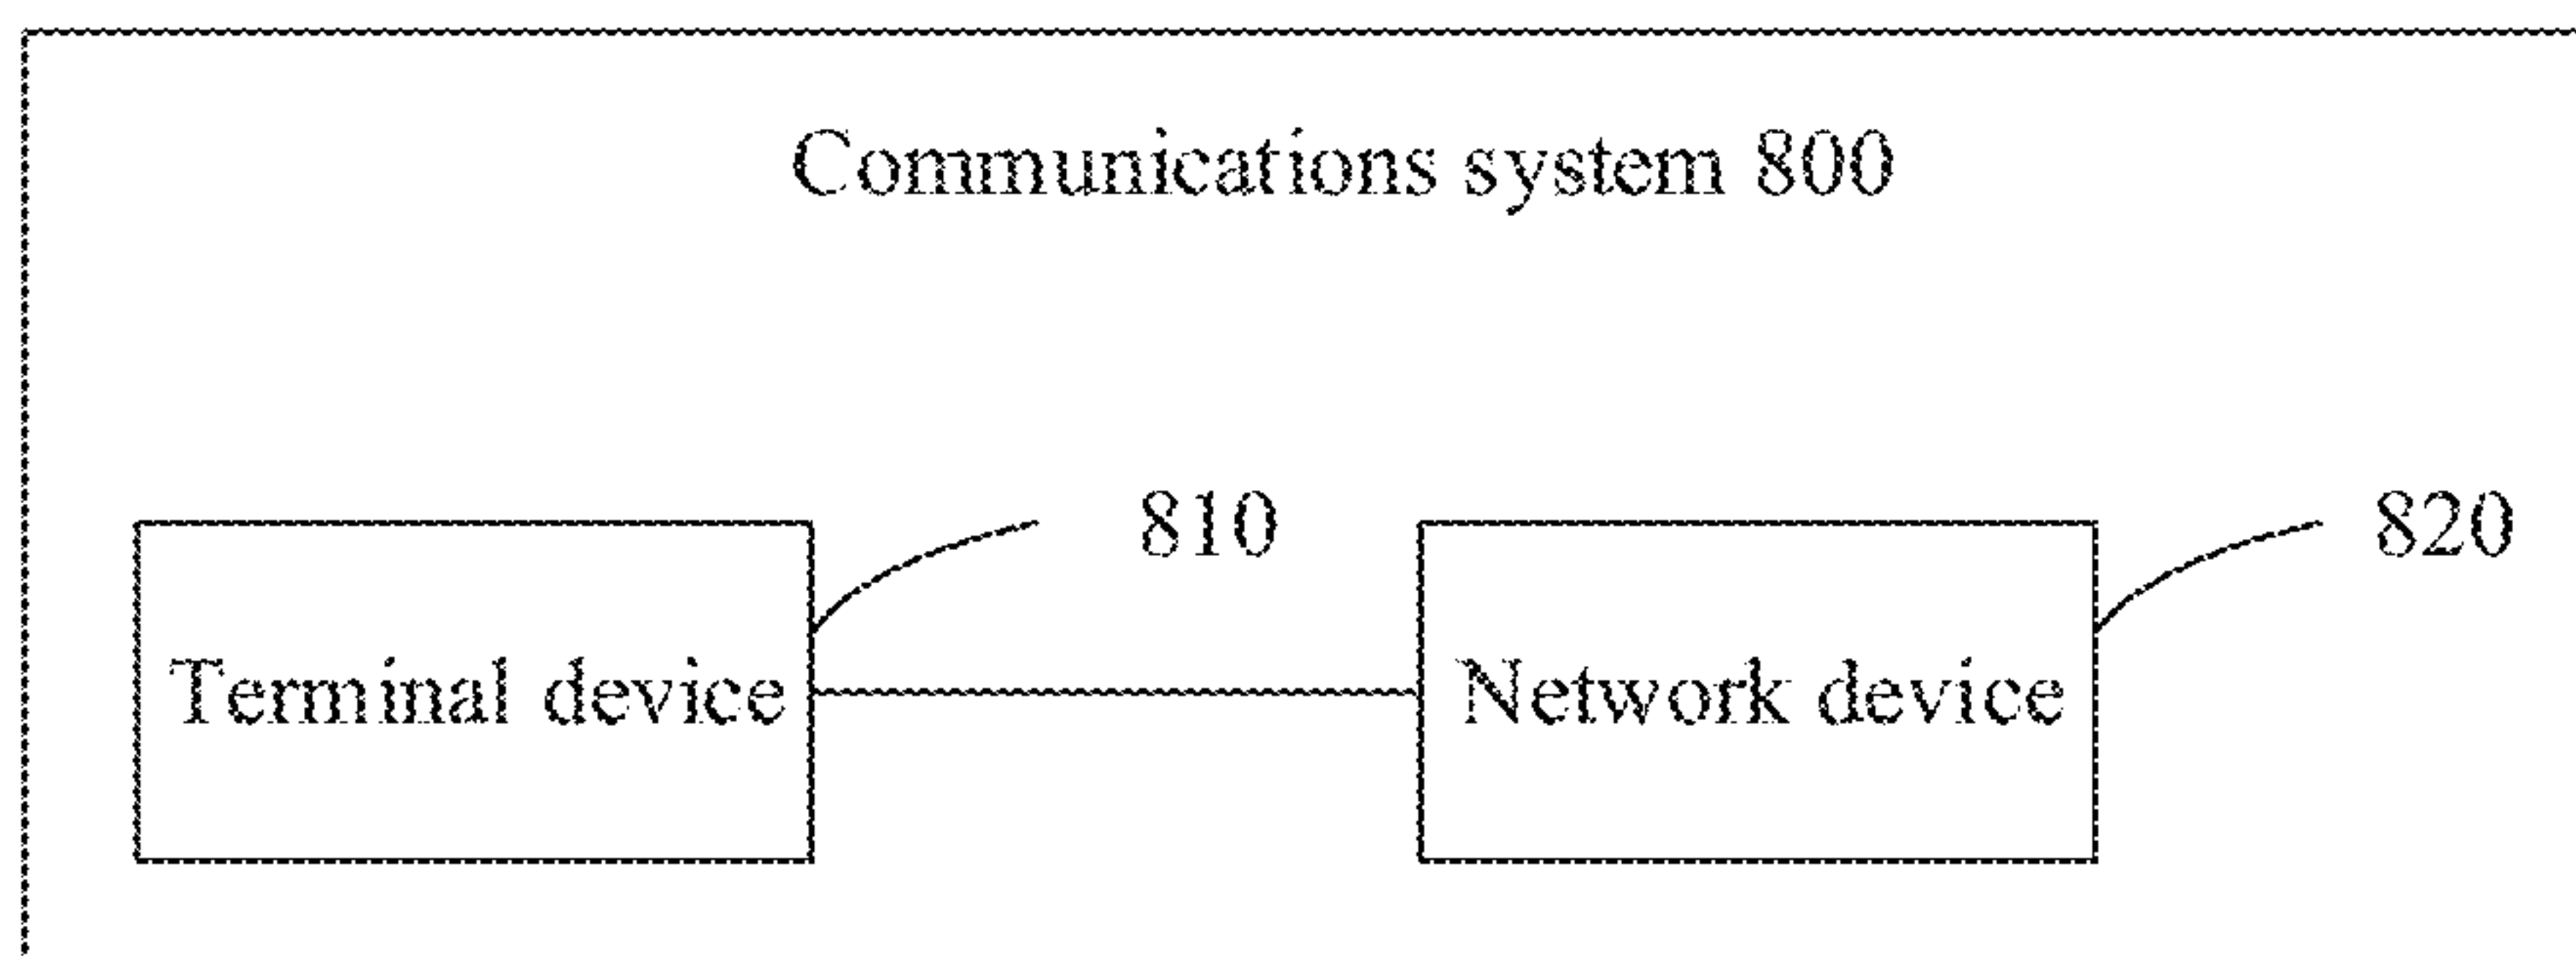 Communications system 800
810
820
Terminal device
Network device